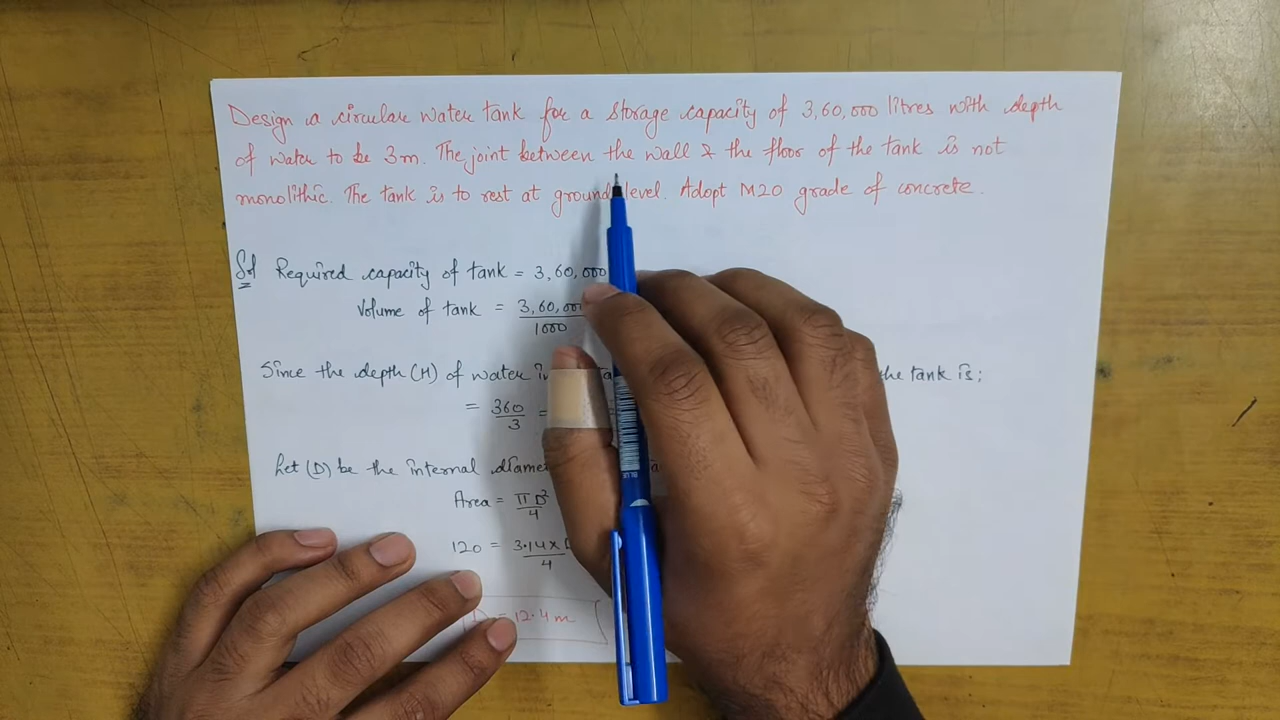 Design a circular water tank for a storage capacity of 3,60,000 litres with depth
of water to be 3m. The joint between the wall & the floor of the tank is not
monolithic. The tank is to rest at ground level. Adopt M20 grade of concrete.
Sol Required capacity of tank = 3,60,000
Volume of tank = 3,60,000/1000
Since the depth (H) of water in the tank is;
= 360/3 =
Let (D) be the internal
Area = πD²/4
120 = 3.14×/4
D = 12.4m